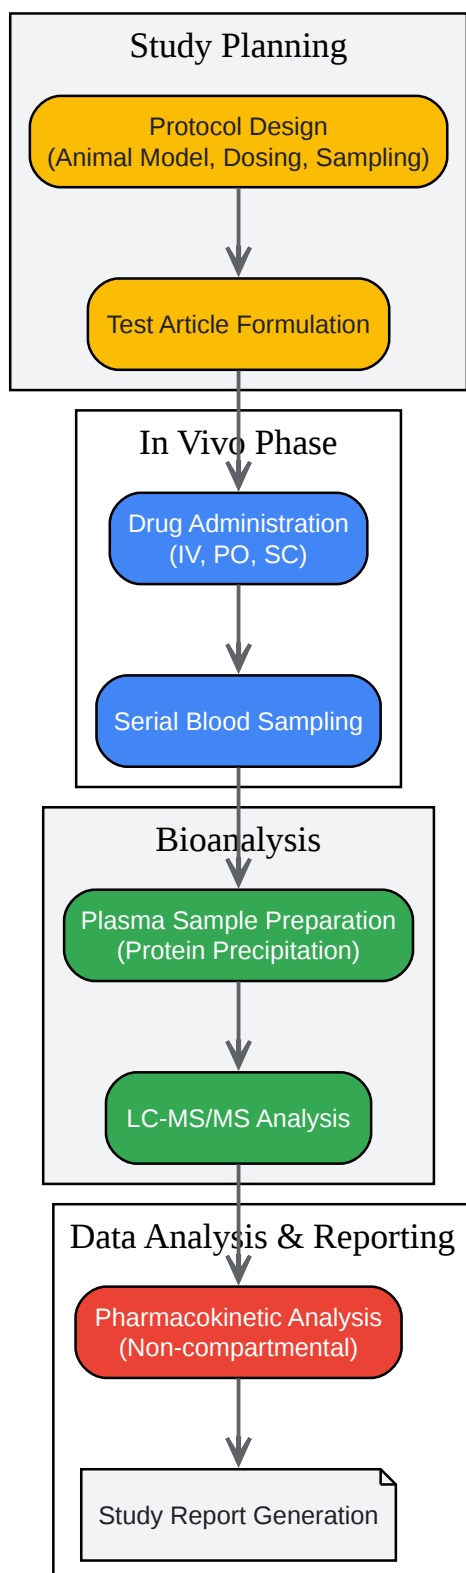 Study Planning
Protocol Design
(Animal Model, Dosing, Sampling)
Test Article Formulation
In Vivo Phase
Drug Administration
(IV, PO, SC)
Serial Blood Sampling
Bioanalysis
Plasma Sample Preparation
(Protein Precipitation)
LC-MS/MS Analysis
Data Analysis & Reporting
Pharmacokinetic Analysis
(Non-compartmental)
Study Report Generation